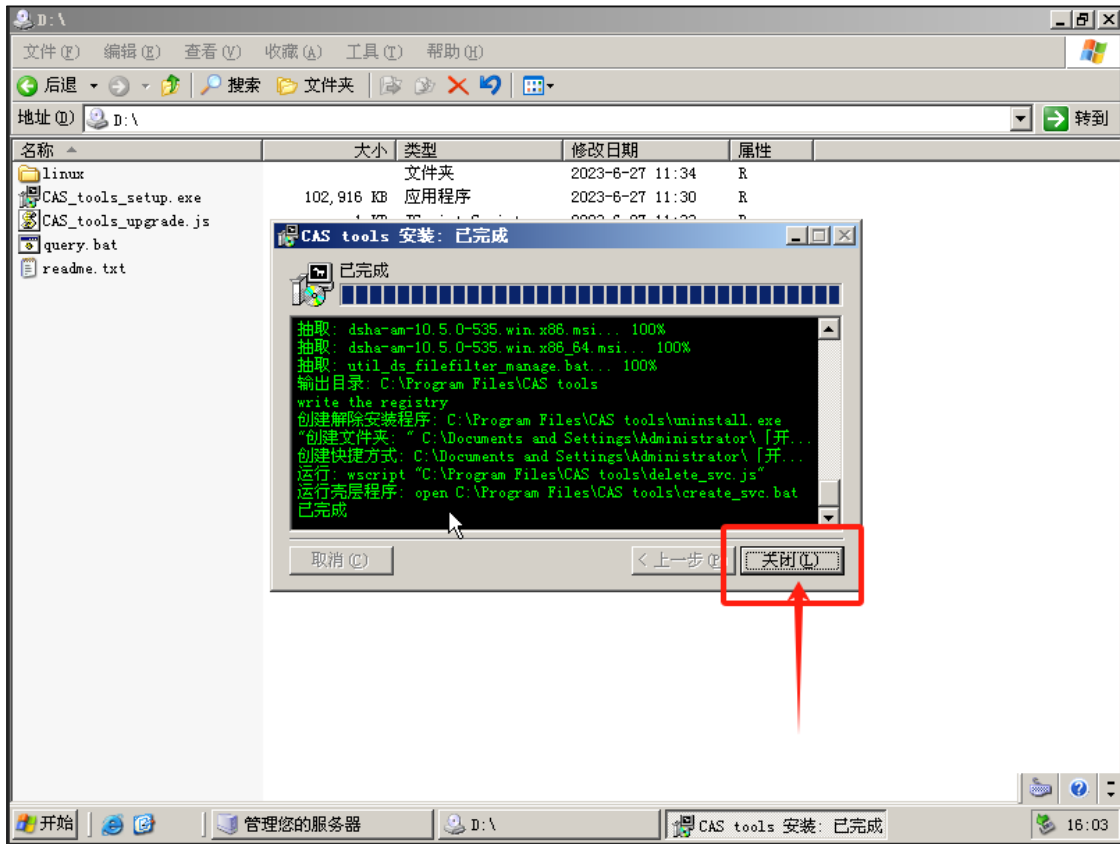 D:\
文件(F) 编辑(E) 查看(V) 收藏(A) 工具(T) 帮助(H)
后退 搜索 文件夹
地址(D) D:\ 转到
名称 大小 类型 修改日期 属性
linux 文件夹 2023-6-27 11:34 R
CAS_tools_setup.exe 102,916 KB 应用程序 2023-6-27 11:30 R
CAS_tools_upgrade.js
query.bat
readme.txt
CAS tools 安装: 已完成
已完成
抽取: dsha-am-10.5.0-535.win.x86.msi... 100%
抽取: dsha-am-10.5.0-535.win.x86_64.msi... 100%
抽取: util_ds_filefilter_manage.bat... 100%
输出目录: C:\Program Files\CAS tools
write the registry
创建解除安装程序: C:\Program Files\CAS tools\uninstall.exe
"创建文件夹: " C:\Documents and Settings\Administrator\「开...
创建快捷方式: C:\Documents and Settings\Administrator\「开...
运行: wscript "C:\Program Files\CAS tools\delete_svc.js"
运行壳层程序: open C:\Program Files\CAS tools\create_svc.bat
已完成
取消(C) < 上一步(P) 关闭(L)
开始 管理您的服务器 D:\ CAS tools 安装: 已完成 16:03